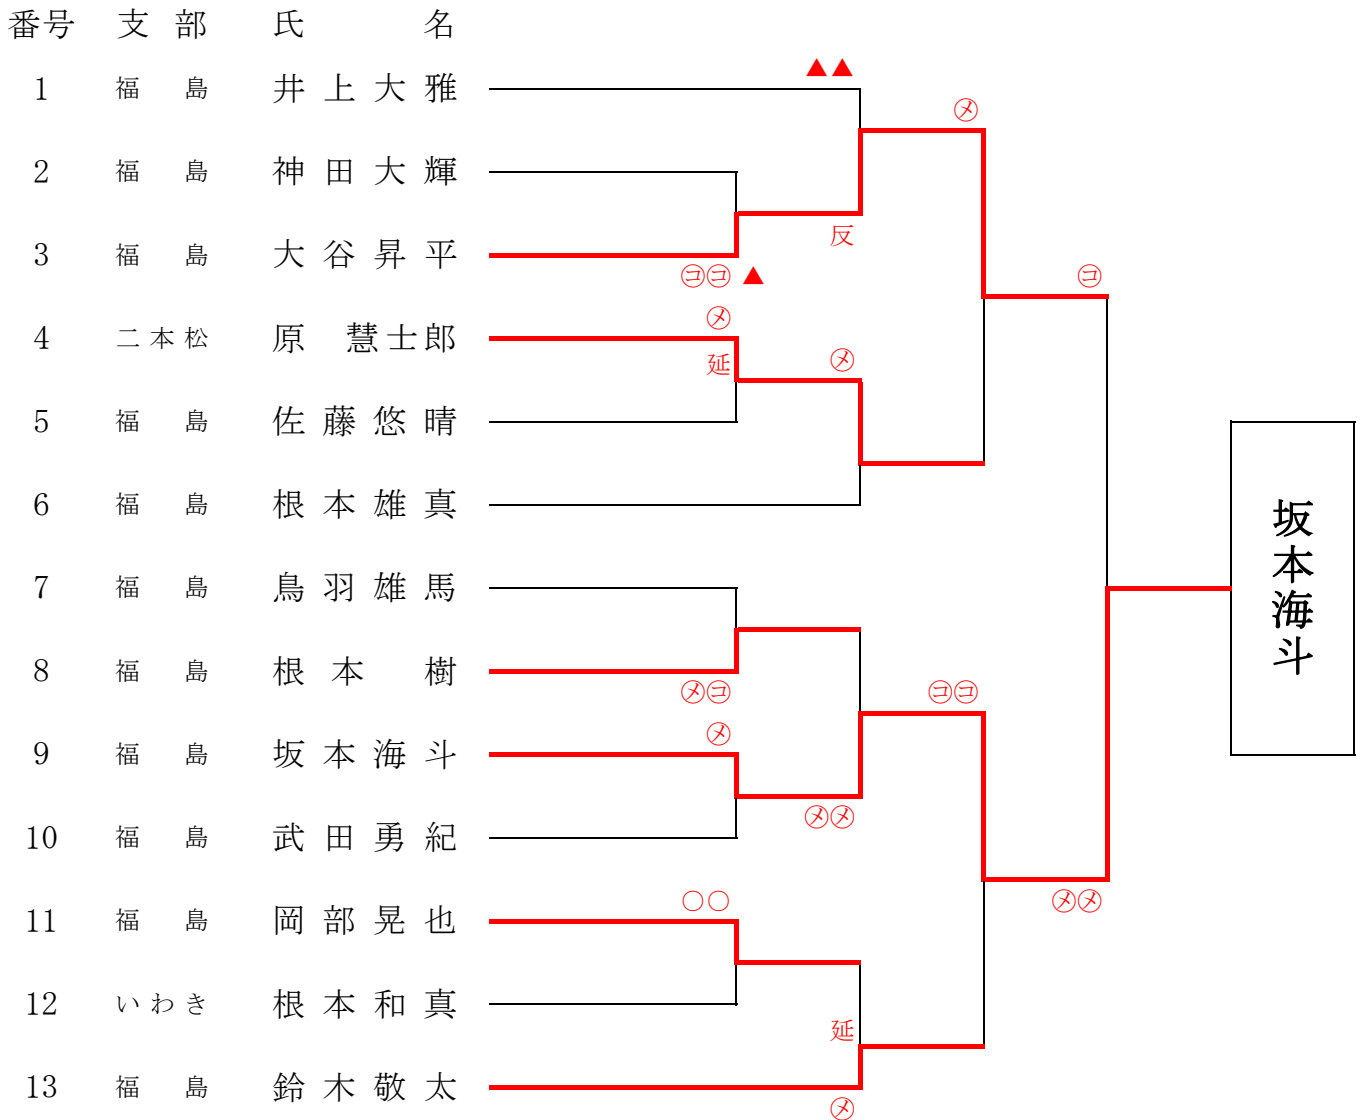 番号 支部 氏名
▲▲
1 福島 井上大雅
㋱
2 福島 神田大輝
反
3 福島 大谷昇平
㋙㋙ ▲
㋙
㋱
4 二本松 原 慧士郎
延
㋱
5 福島 佐藤悠晴
6 福島 根本雄真
坂本海斗
7 福島 鳥羽雄馬
8 福島 根本 樹
㋱㋙
㋙㋙
㋱
9 福島 坂本海斗
㋱㋱
10 福島 武田勇紀
○○
㋱㋱
11 福島 岡部晃也
12 いわき 根本和真
延
13 福島 鈴木敬太
㋱